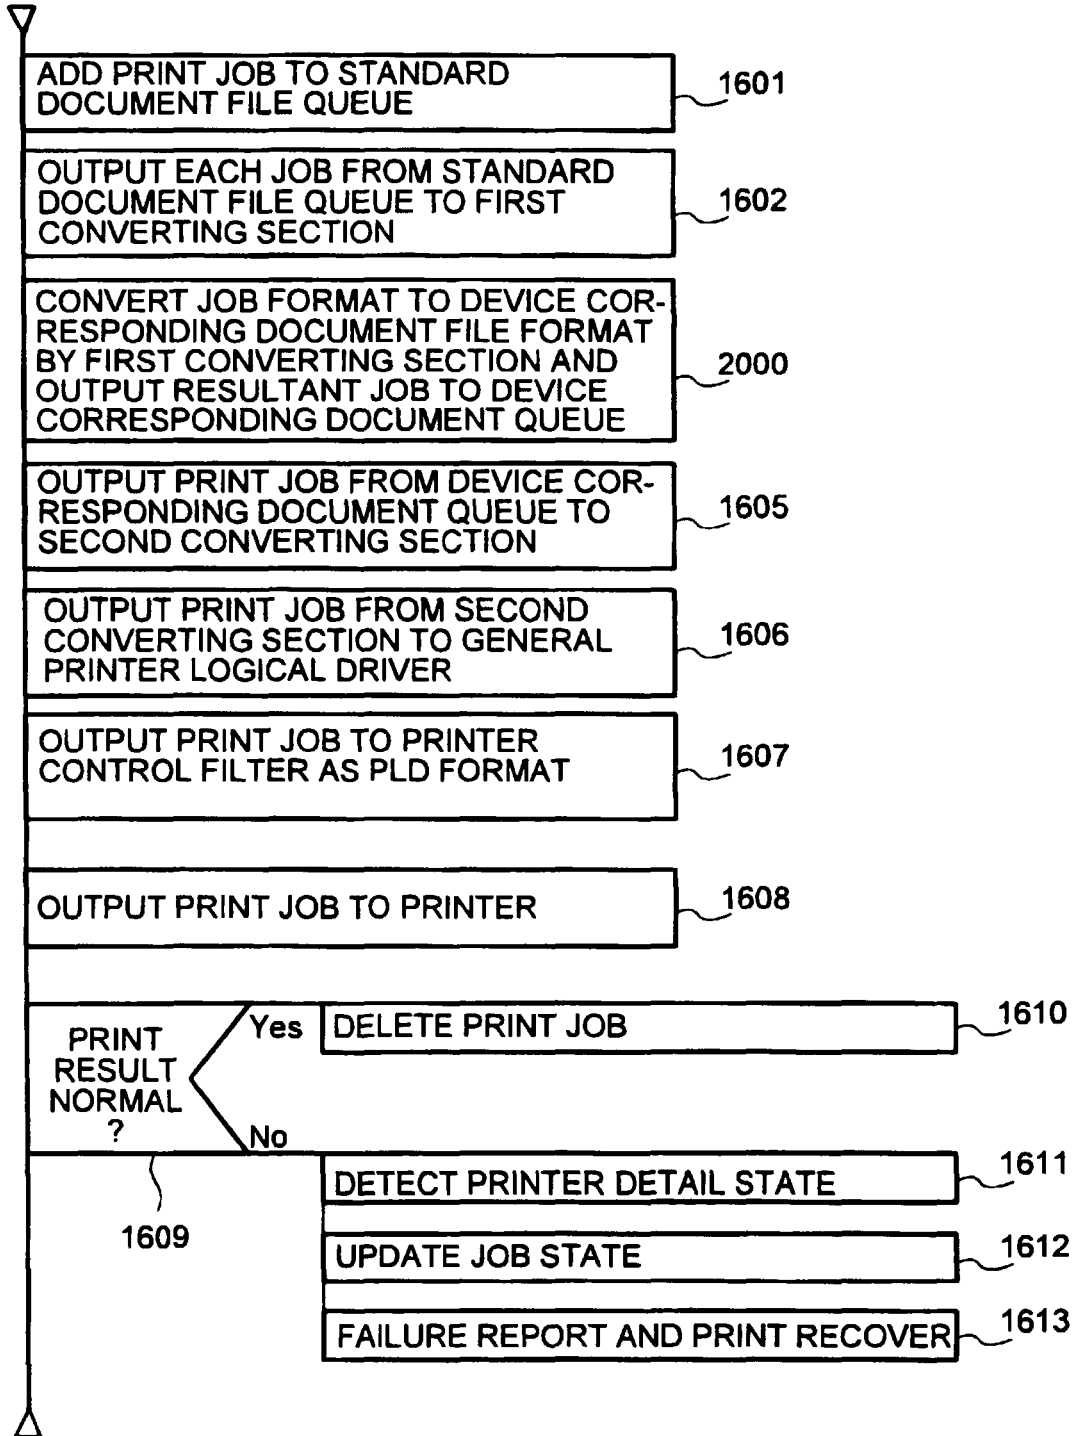 ADD PRINT JOB TO STANDARD
DOCUMENT FILE QUEUE
1601
OUTPUT EACH JOB FROM STANDARD
DOCUMENT FILE QUEUE TO FIRST
CONVERTING SECTION
1602
CONVERT JOB FORMAT TO DEVICE COR-
RESPONDING DOCUMENT FILE FORMAT
BY FIRST CONVERTING SECTION AND
OUTPUT RESULTANT JOB TO DEVICE
CORRESPONDING DOCUMENT QUEUE
2000
OUTPUT PRINT JOB FROM DEVICE COR-
RESPONDING DOCUMENT QUEUE TO
SECOND CONVERTING SECTION
1605
OUTPUT PRINT JOB FROM SECOND
CONVERTING SECTION TO GENERAL
PRINTER LOGICAL DRIVER
1606
OUTPUT PRINT JOB TO PRINTER
CONTROL FILTER AS PLD FORMAT
1607
OUTPUT PRINT JOB TO PRINTER
1608
PRINT
RESULT
NORMAL
?
1609
Yes
DELETE PRINT JOB
1610
No
DETECT PRINTER DETAIL STATE
1611
UPDATE JOB STATE
1612
FAILURE REPORT AND PRINT RECOVER
1613